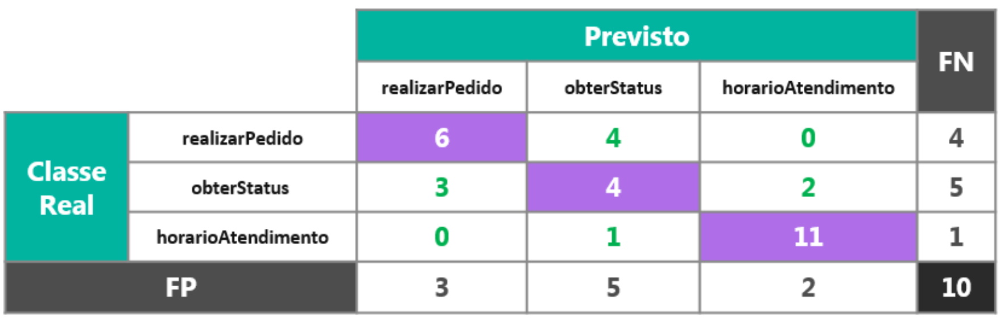 Previsto
FN
realizarPedido obterStatus horarioAtendimento
Classe Real
realizarPedido 6 4 0 4
obterStatus 3 4 2 5
horarioAtendimento 0 1 11 1
FP 3 5 2 10